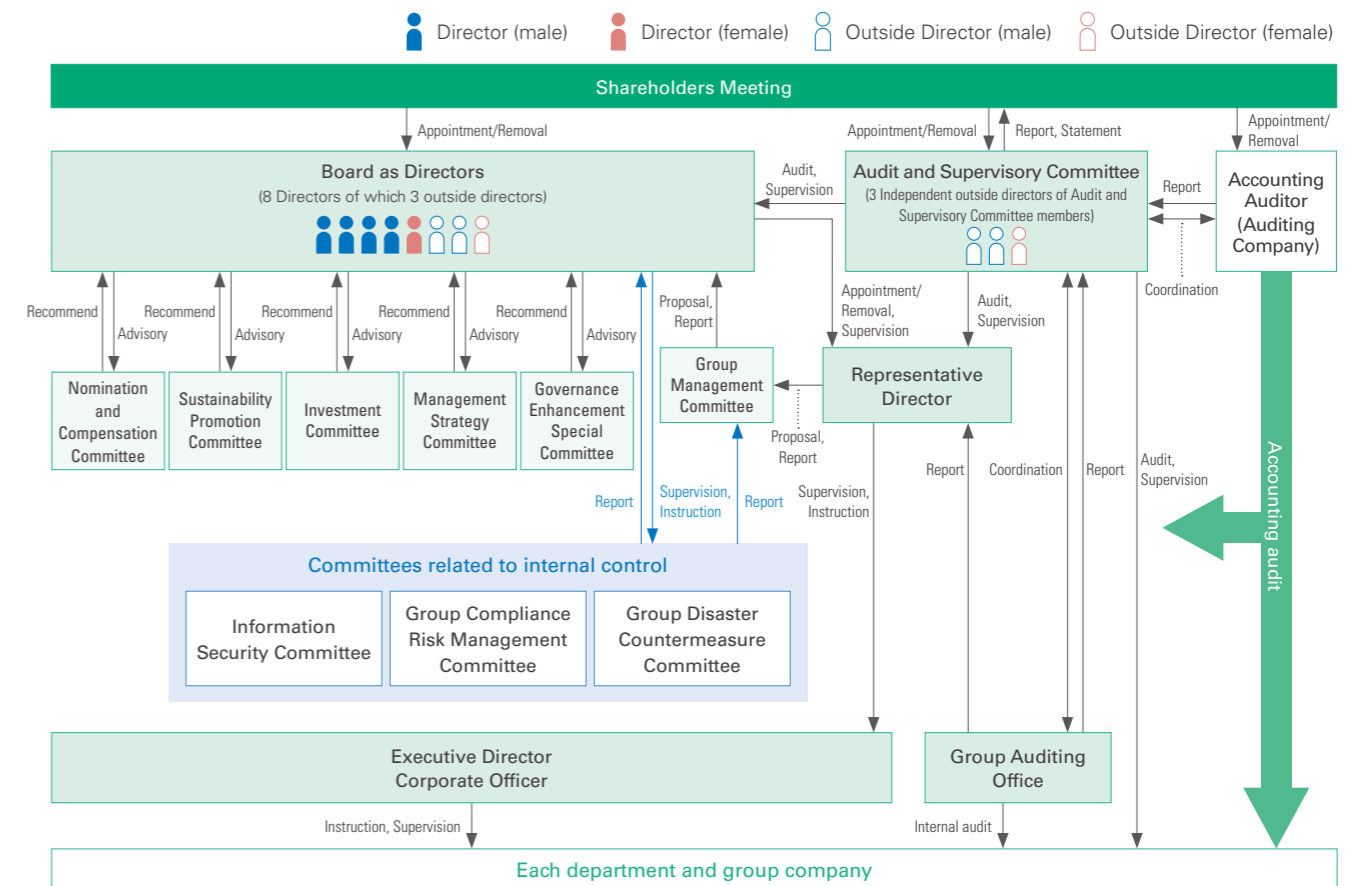 Director (male)
Director (female)
Outside Director (male)
Outside Director (female)
Shareholders Meeting
Appointment/Removal
Appointment/Removal
Report, Statement
Appointment/
Removal
Board as Directors
(8 Directors of which 3 outside directors)
Audit,
Supervision
Audit and Supervisory Committee
(3 Independent outside directors of Audit and
Supervisory Committee members)
Report
Accounting
Auditor
(Auditing
Company)
Coordination
Recommend
Advisory
Recommend
Advisory
Recommend
Advisory
Recommend
Advisory
Recommend
Advisory
Proposal,
Report
Appointment/
Removal,
Supervision
Audit,
Supervision
Nomination
and
Compensation
Committee
Sustainability
Promotion
Committee
Investment
Committee
Management
Strategy
Committee
Governance
Enhancement
Special
Committee
Group
Management
Committee
Representative
Director
Proposal,
Report
Report
Supervision,
Instruction
Report
Supervision,
Instruction
Report
Coordination
Report
Audit,
Supervision
Accounting audit
Committees related to internal control
Information
Security Committee
Group Compliance
Risk Management
Committee
Group Disaster
Countermeasure
Committee
Executive Director
Corporate Officer
Group Auditing
Office
Instruction, Supervision
Internal audit
Each department and group company